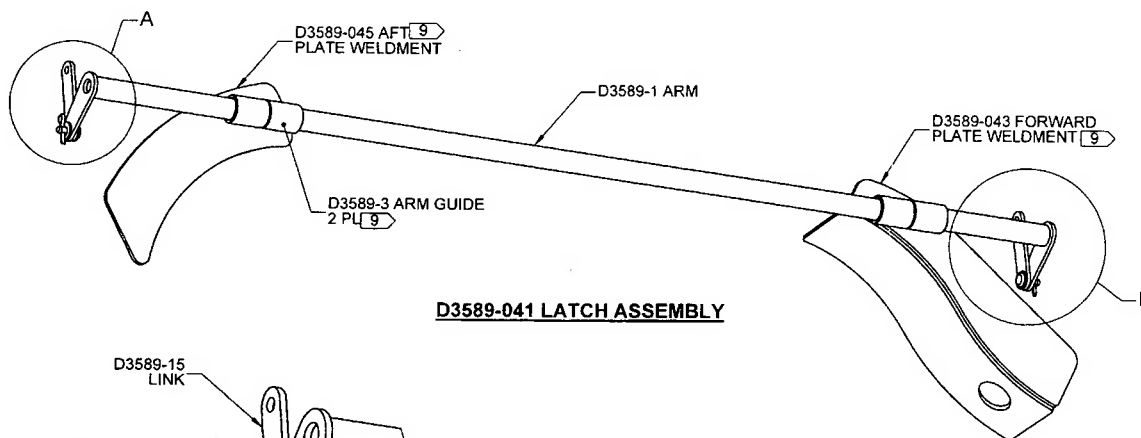 A
D3589-045 AFT 9
PLATE WELDMENT
D3589-1 ARM
D3589-043 FORWARD
PLATE WELDMENT 9
D3589-3 ARM GUIDE
2 PL 9
D3589-041 LATCH ASSEMBLY
D3589-15
LINK